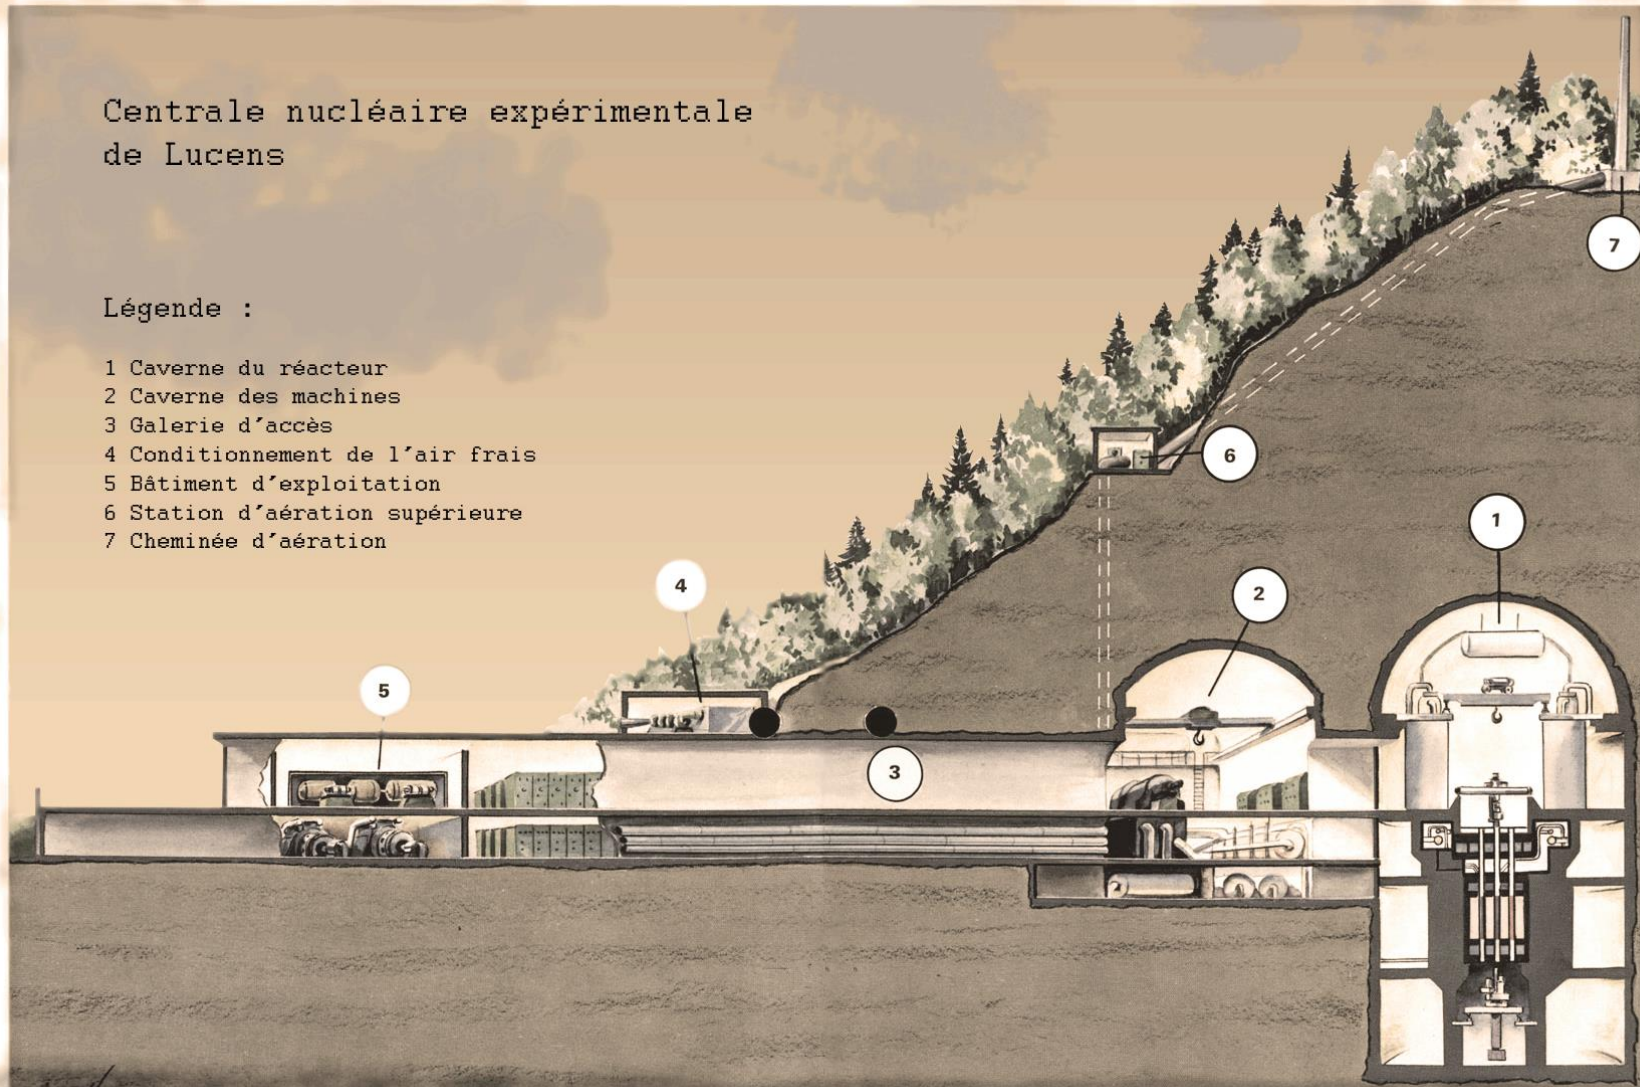 Centrale nucléaire expérimentale
de Lucens
Légende :
1 Caverne du réacteur
2 Caverne des machines
3 Galerie d'accès
4 Conditionnement de l'air frais
5 Bâtiment d'exploitation
6 Station d'aération supérieure
7 Cheminée d'aération
7
6
1
2
4
5
3